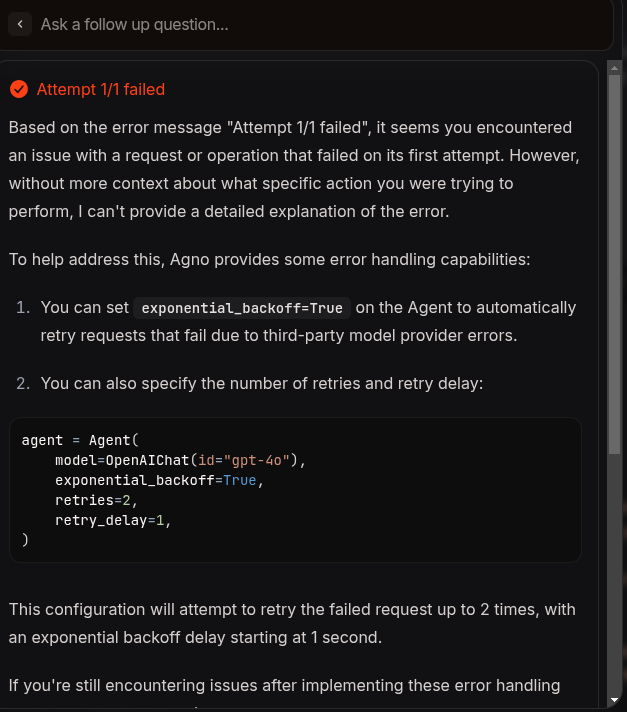 Ask a follow up question...
Attempt 1/1 failed
Based on the error message "Attempt 1/1 failed", it seems you encountered
an issue with a request or operation that failed on its first attempt. However,
without more context about what specific action you were trying to
perform, I can't provide a detailed explanation of the error.
To help address this, Agno provides some error handling capabilities:
1. You can set exponential_backoff=True on the Agent to automatically
retry requests that fail due to third-party model provider errors.
2. You can also specify the number of retries and retry delay:
agent = Agent(
    model=OpenAIChat(id="gpt-4o"),
    exponential_backoff=True,
    retries=2,
    retry_delay=1,
)
This configuration will attempt to retry the failed request up to 2 times, with
an exponential backoff delay starting at 1 second.
If you're still encountering issues after implementing these error handling